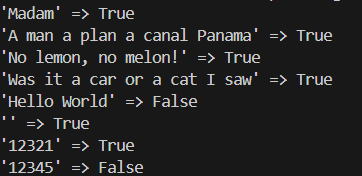 'Madam' => True
'A man a plan a canal Panama' => True
'No lemon, no melon!' => True
'Was it a car or a cat I saw' => True
'Hello World' => False
'' => True
'12321' => True
'12345' => False